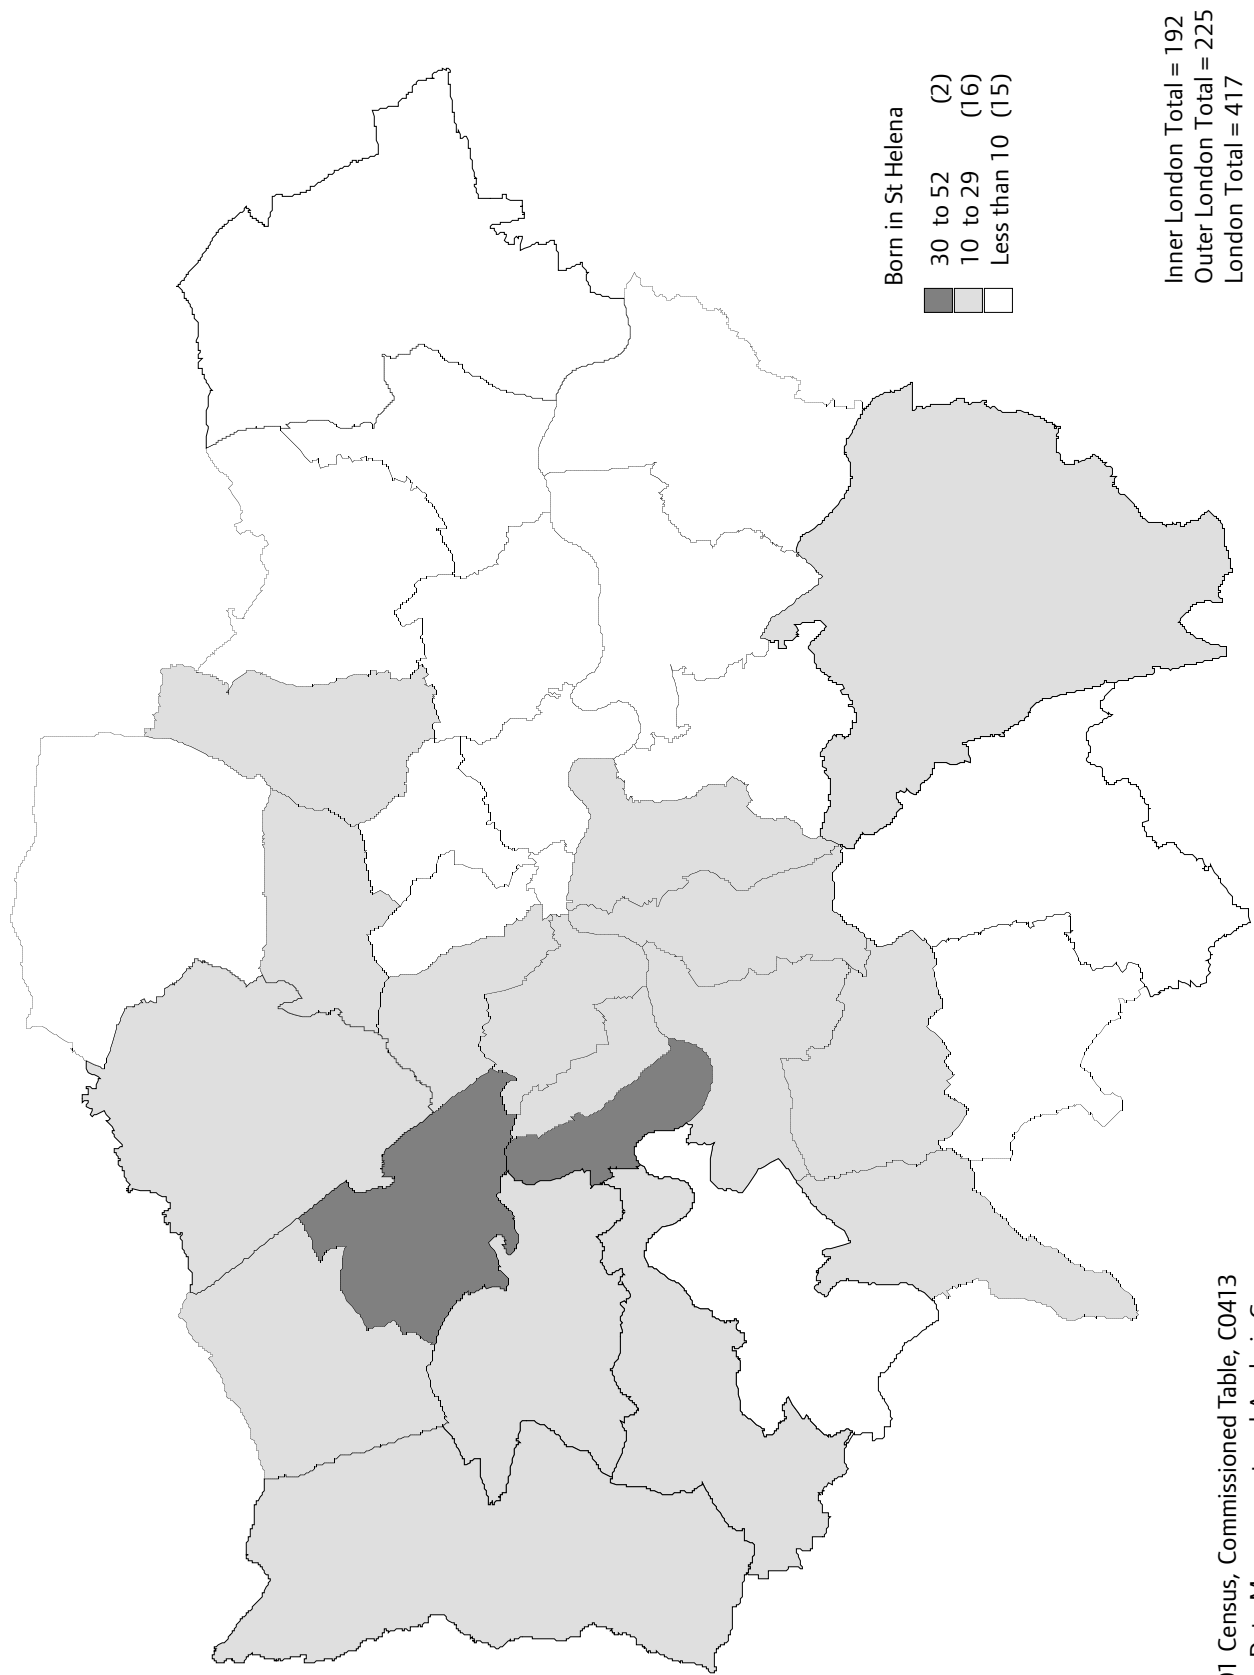 Born in St Helena
30 to 52 (2)
10 to 29 (16)
Less than 10 (15)
Inner London Total = 192
Outer London Total = 225
London Total = 417
Census, Commissioned Table, C0413